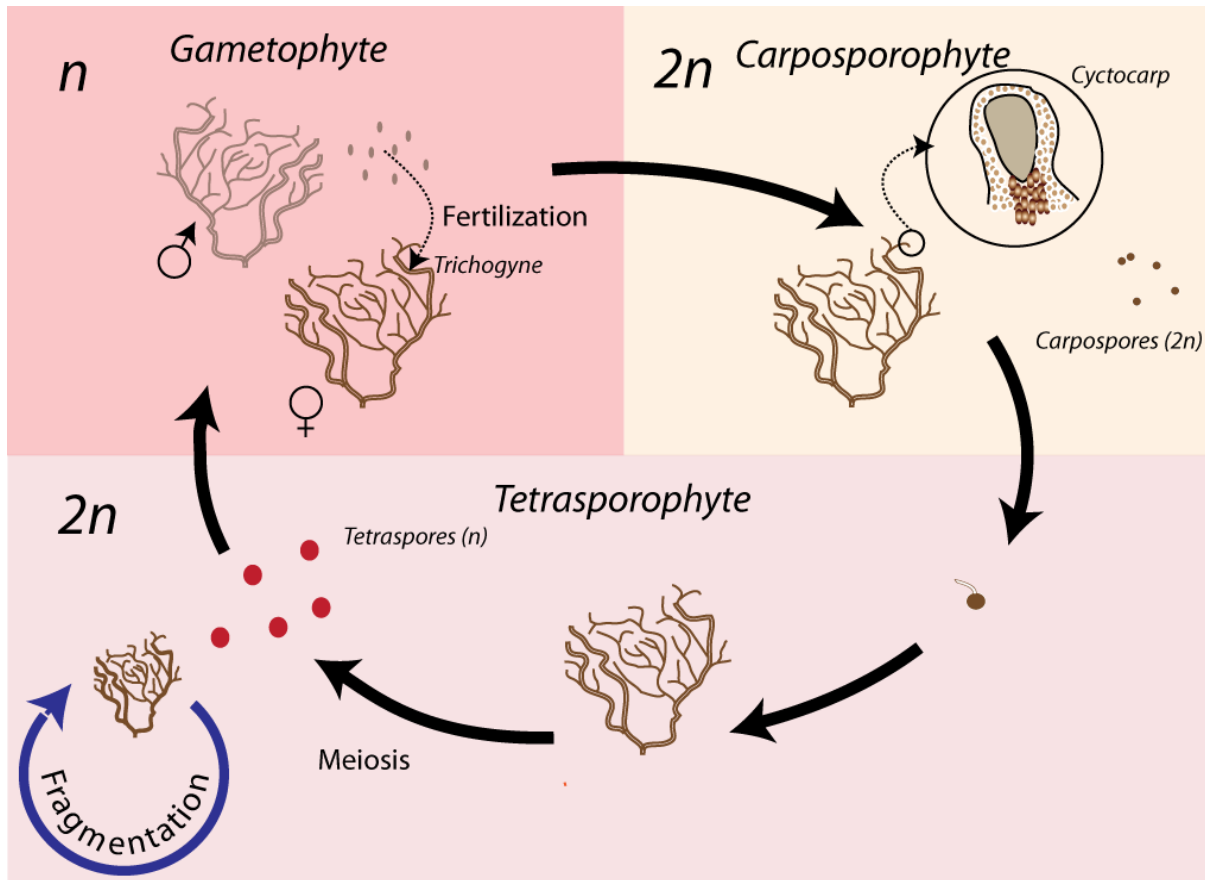 n
Gametophyte
Fertilization
Trichogyne
♂
♀
2n
Carposporophyte
Cyctocarp
Carpospores (2n)
2n
Tetrasporophyte
Tetraspores (n)
Meiosis
Fragmentation